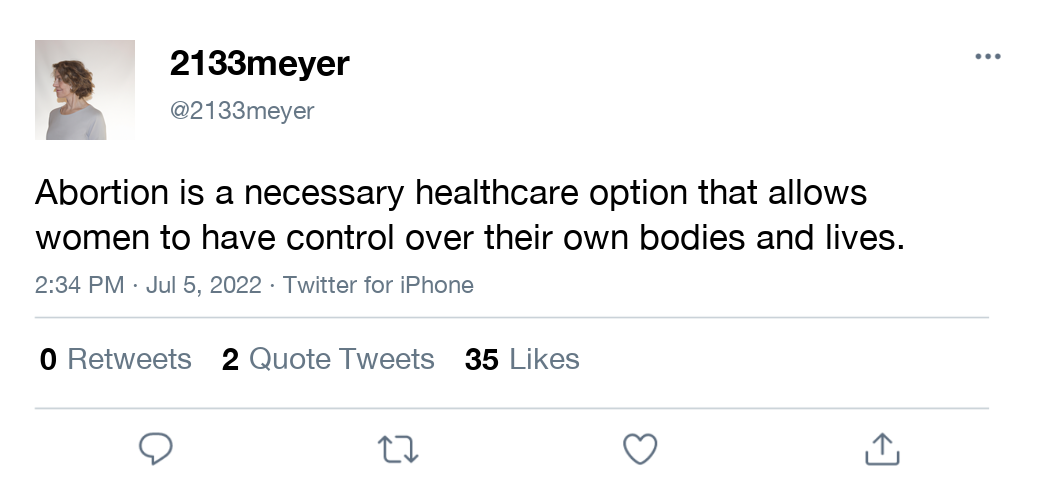 2133meyer
@2133meyer
Abortion is a necessary healthcare option that allows
women to have control over their own bodies and lives.
2:34 PM · Jul 5, 2022 · Twitter for iPhone
0 Retweets 2 Quote Tweets 35 Likes